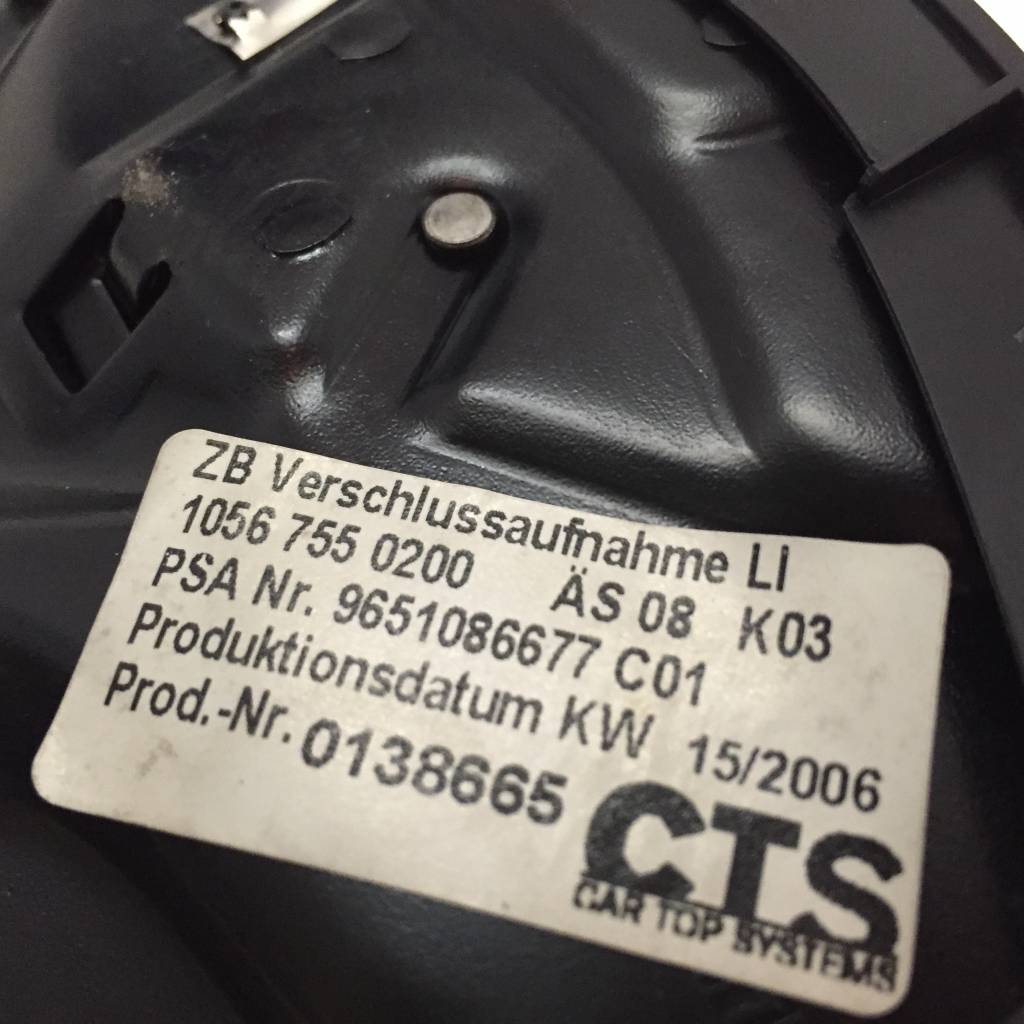 ZB Verschlussaufnahme LI
1056 755 0200 ÄS 08 K03
PSA Nr. 9651086677 C01
Produktionsdatum KW 15/2006
Prod.-Nr. 0138665
CTS
CAR TOP SYSTEMS